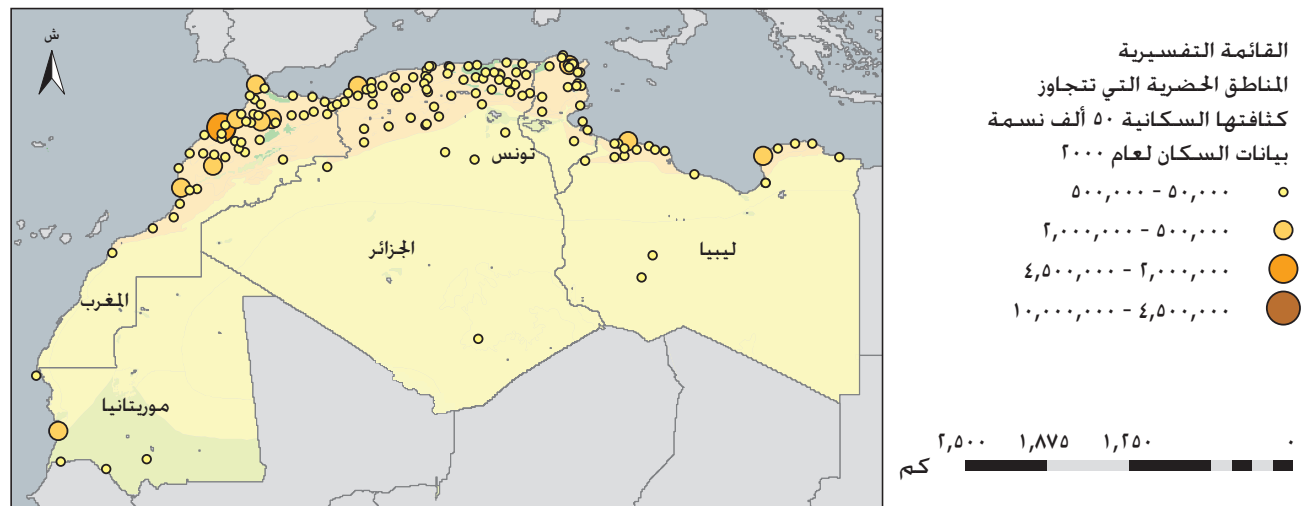 ش
تونس
الجزائر
ليبيا
المغرب
موريتانيا
القائمة التفسيرية
المناطق الحضرية التي تتجاوز
كثافتها السكانية ٥٠ ألف نسمة
بيانات السكان لعام ٢٠٠٠
٥٠,٠٠٠ - ٥٠٠,٠٠٠
٥٠٠,٠٠٠ - ٢,٠٠٠,٠٠٠
٢,٠٠٠,٠٠٠ - ٤,٥٠٠,٠٠٠
٤,٥٠٠,٠٠٠ - ١٠,٠٠٠,٠٠٠
٠ ١,٢٥٠ ١,٨٧٥ ٢,٥٠٠
كم